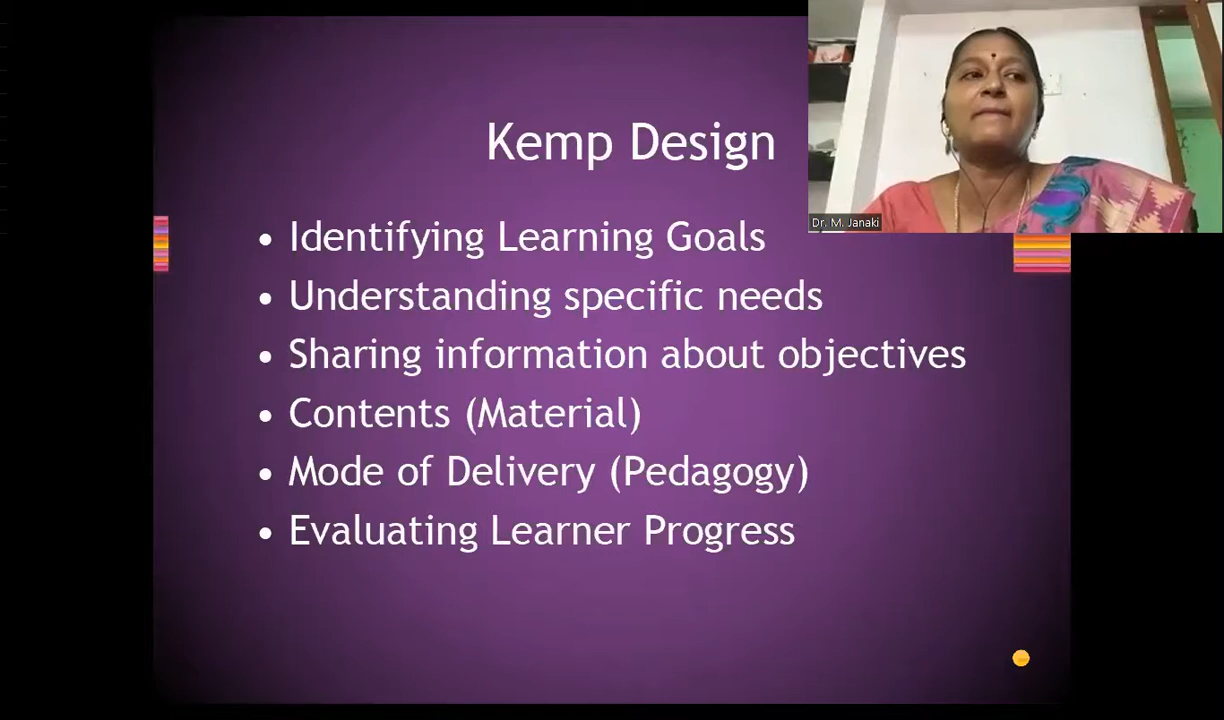 Kemp Design
Dr. M. Janaki
• Identifying Learning Goals
• Understanding specific needs
• Sharing information about objectives
• Contents (Material)
• Mode of Delivery (Pedagogy)
• Evaluating Learner Progress